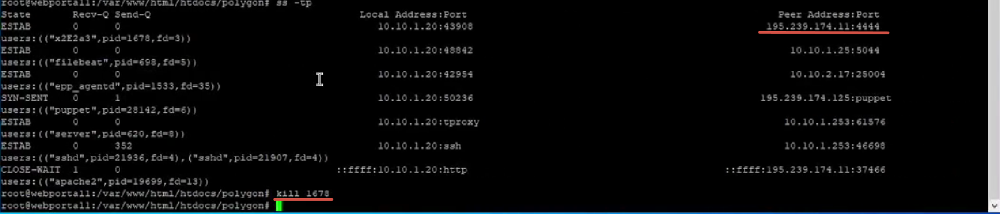 root@webportal1:/var/www/html/htdocs/polygon# ss -tp
State Recv-Q Send-Q Local Address:Port Peer Address:Port
ESTAB 0 0 10.10.1.20:43908 195.239.174.11:4444
users:(("x2E2a3",pid=1678,fd=3))
ESTAB 0 0 10.10.1.20:48842 10.10.1.25:5044
users:(("filebeat",pid=698,fd=5))
ESTAB 0 0 10.10.1.20:42954 10.10.2.17:25004
users:(("epp_agentd",pid=1533,fd=35))
SYN-SENT 0 1 10.10.1.20:50236 195.239.174.125:puppet
users:(("puppet",pid=28142,fd=6))
ESTAB 0 0 10.10.1.20:tproxy 10.10.1.253:61576
users:(("server",pid=620,fd=8))
ESTAB 0 352 10.10.1.20:ssh 10.10.1.253:46698
users:(("sshd",pid=21936,fd=4),("sshd",pid=21907,fd=4))
CLOSE-WAIT 1 0 ::ffff:10.10.1.20:http ::ffff:195.239.174.11:37466
users:(("apache2",pid=19699,fd=13))
root@webportal1:/var/www/html/htdocs/polygon# kill 1678
root@webportal1:/var/www/html/htdocs/polygon#